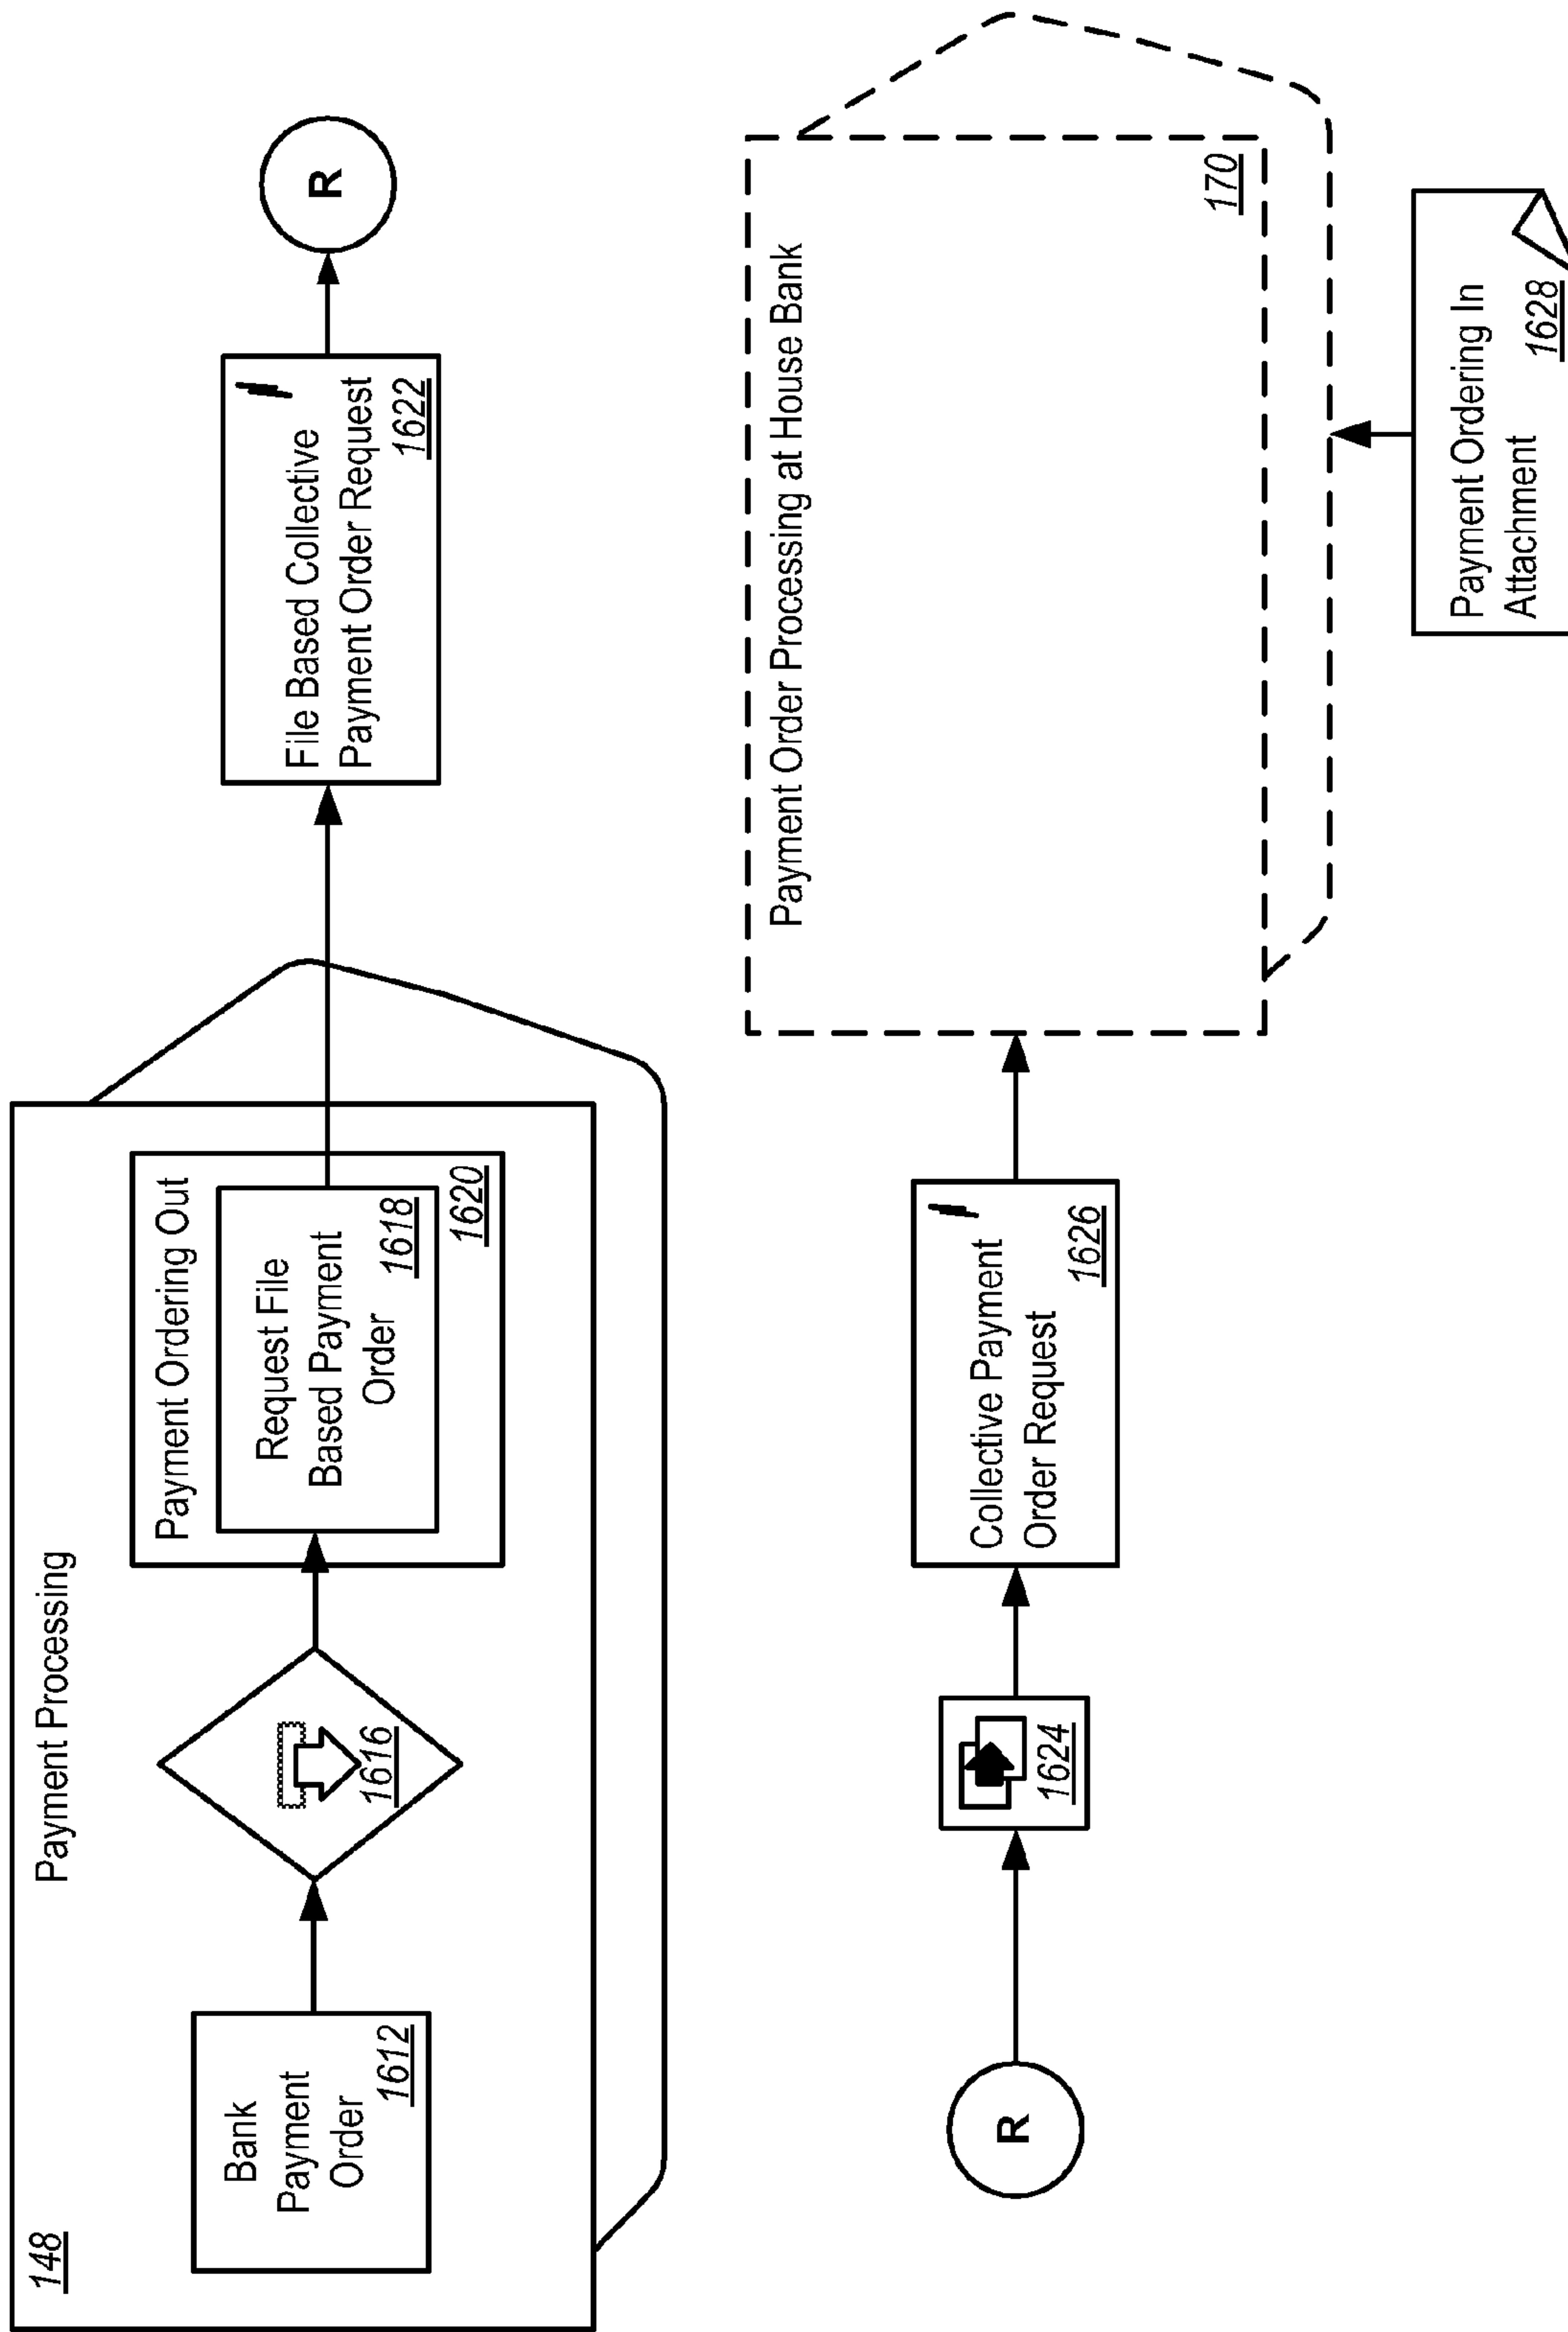 148
Payment Processing
Bank
Payment
Order
1612
1616
Payment Ordering Out
Request File
Based Payment
Order
1618
1620
File Based Collective
Payment Order Request
1622
R
R
1624
Collective Payment
Order Request
1626
Payment Order Processing at House Bank
170
Payment Ordering In
Attachment
1628